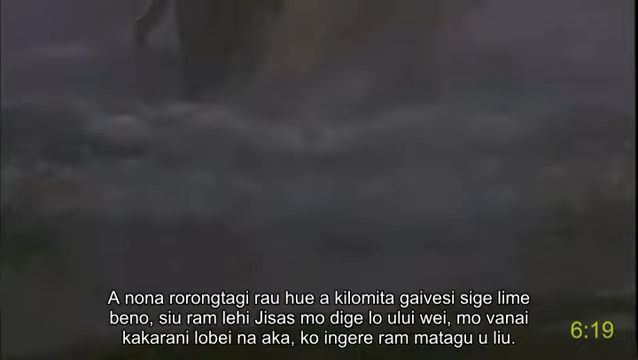 A nona rorongtagi rau hue a kilomita gaivesi sige lime
beno, siu ram lehi Jisas mo dige lo ului wei, mo vanai
kakarani lobei na aka, ko ingere ram matagu u liu.
6:19